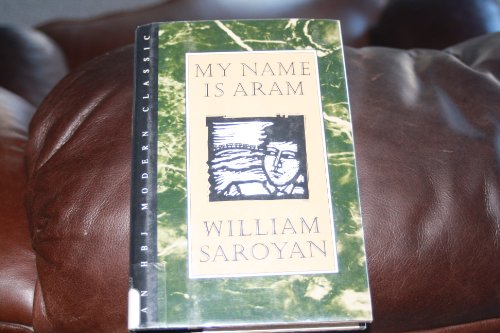 MY NAME
IS ARAM
WILLIAM
SAROYAN
AN HBJ MODERN CLASSIC